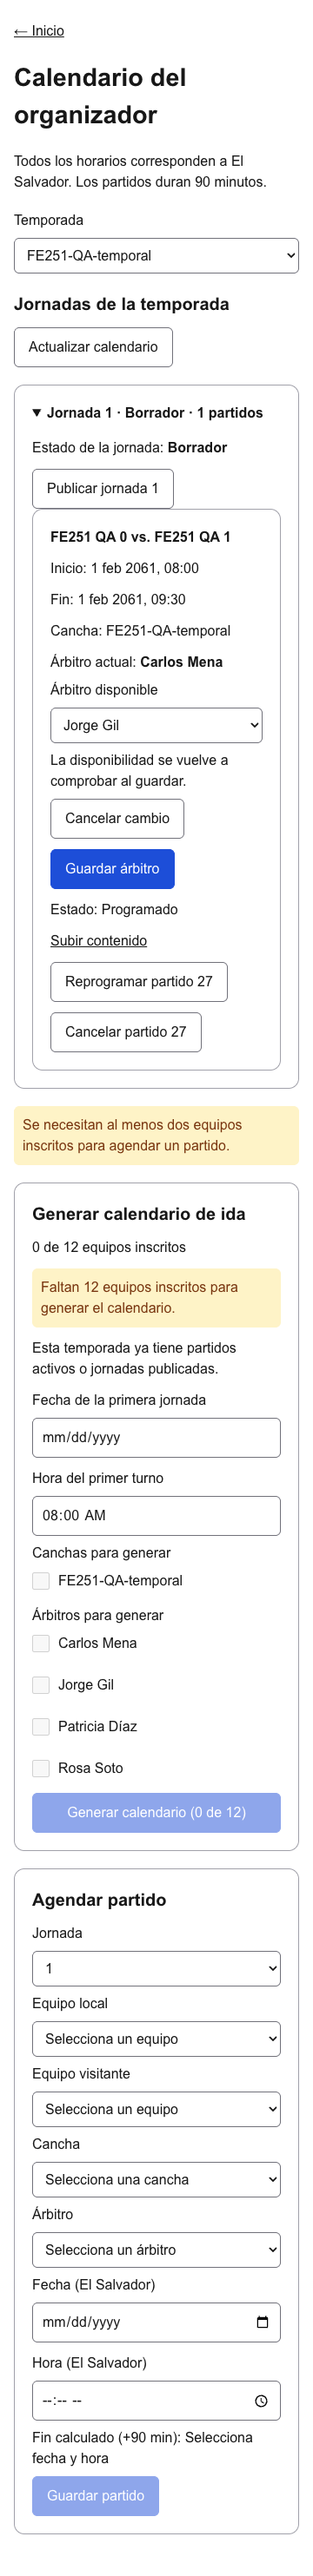 ← Inicio
Calendario del
organizador
Todos los horarios corresponden a El
Salvador. Los partidos duran 90 minutos.
Temporada
FE251-QA-temporal
Jornadas de la temporada
Actualizar calendario
▼ Jornada 1 · Borrador · 1 partidos
Estado de la jornada: Borrador
Publicar jornada 1
FE251 QA 0 vs. FE251 QA 1
Inicio: 1 feb 2061, 08:00
Fin: 1 feb 2061, 09:30
Cancha: FE251-QA-temporal
Árbitro actual: Carlos Mena
Árbitro disponible
Jorge Gil
La disponibilidad se vuelve a
comprobar al guardar.
Cancelar cambio
Guardar árbitro
Estado: Programado
Subir contenido
Reprogramar partido 27
Cancelar partido 27
Se necesitan al menos dos equipos
inscritos para agendar un partido.
Generar calendario de ida
0 de 12 equipos inscritos
Faltan 12 equipos inscritos para
generar el calendario.
Esta temporada ya tiene partidos
activos o jornadas publicadas.
Fecha de la primera jornada
mm/dd/yyyy
Hora del primer turno
08:00 AM
Canchas para generar
FE251-QA-temporal
Árbitros para generar
Carlos Mena
Jorge Gil
Patricia Díaz
Rosa Soto
Generar calendario (0 de 12)
Agendar partido
Jornada
1
Equipo local
Selecciona un equipo
Equipo visitante
Selecciona un equipo
Cancha
Selecciona una cancha
Árbitro
Selecciona un árbitro
Fecha (El Salvador)
mm/dd/yyyy
Hora (El Salvador)
--:-- --
Fin calculado (+90 min): Selecciona
fecha y hora
Guardar partido